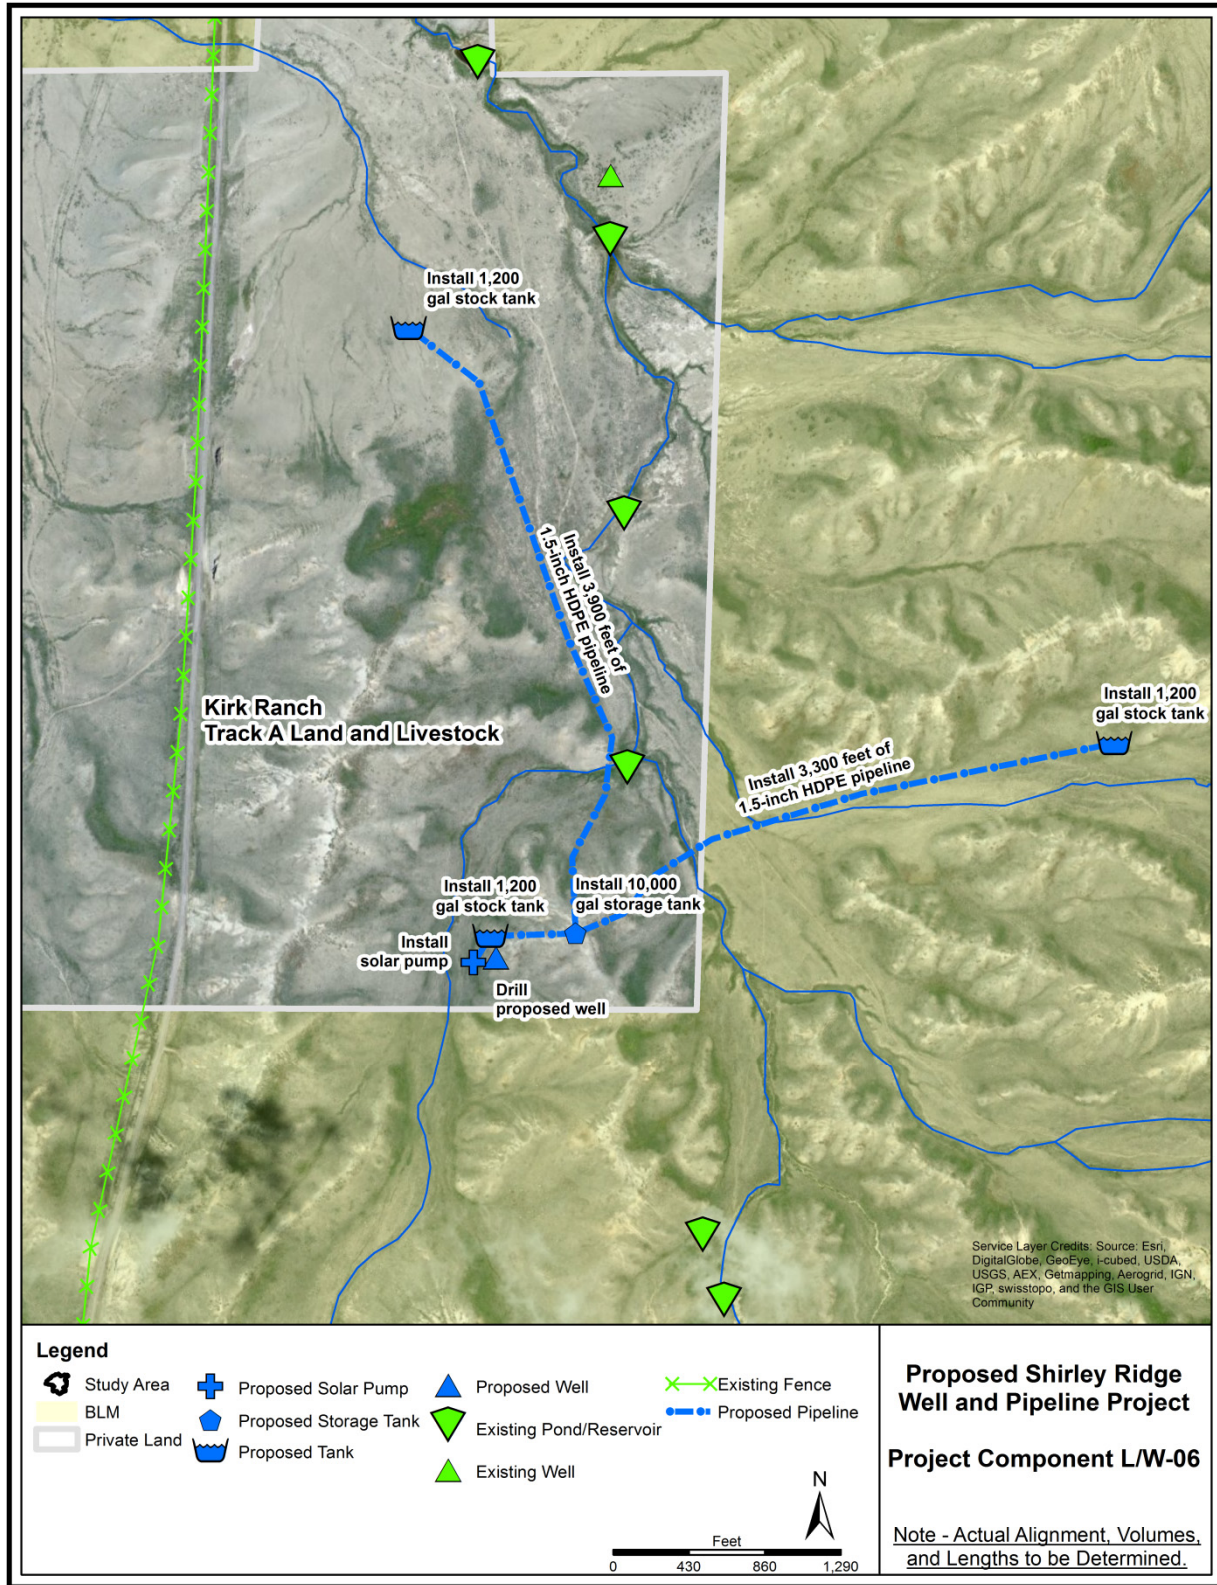 Install 1,200
gal stock tank
Install 3,900 feet of
1.5-inch HDPE pipeline
Kirk Ranch
Track A Land and Livestock
Install 1,200
gal stock tank
Install 3,300 feet of
1.5-inch HDPE pipeline
Install 1,200
gal stock tank
Install 10,000
gal storage tank
Install
solar pump
Drill
proposed well
Service Layer Credits: Source: Esri,
DigitalGlobe, GeoEye, i-cubed, USDA,
USGS, AEX, Getmapping, Aerogrid, IGN,
IGP, swisstopo, and the GIS User
Community
Legend
Study Area
BLM
Private Land
Proposed Solar Pump
Proposed Storage Tank
Proposed Tank
Proposed Well
Existing Pond/Reservoir
Existing Well
Existing Fence
Proposed Pipeline
N
Feet
0 430 860 1,290
Proposed Shirley Ridge
Well and Pipeline Project
Project Component L/W-06
Note - Actual Alignment, Volumes,
and Lengths to be Determined.